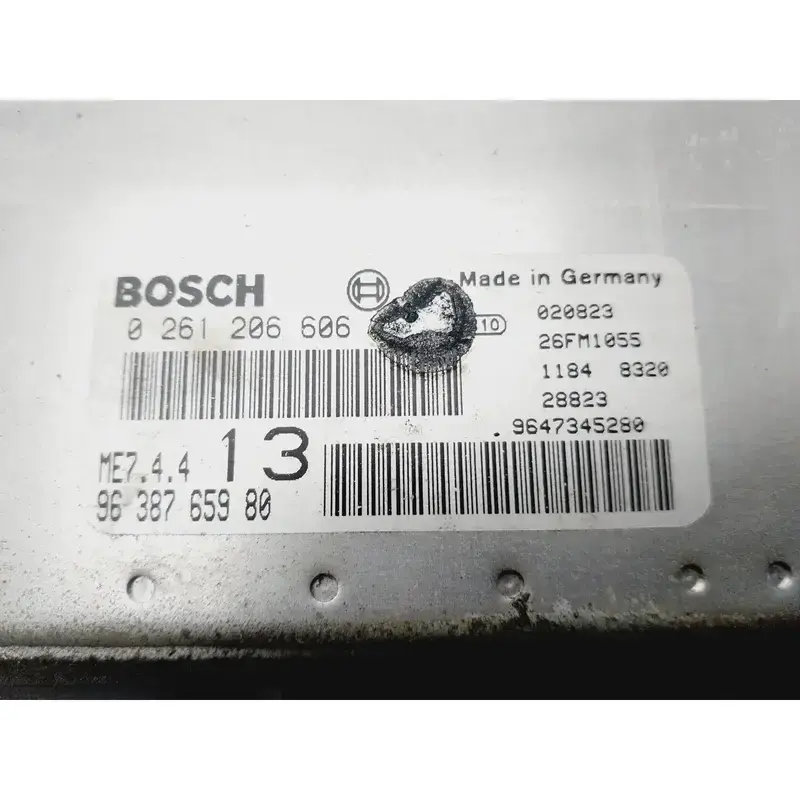 BOSCH
Made in Germany
0 261 206 606
10
020823
26FM1055
1184 8320
28823
.9647345280
ME7.4.4 13
96 387 659 80